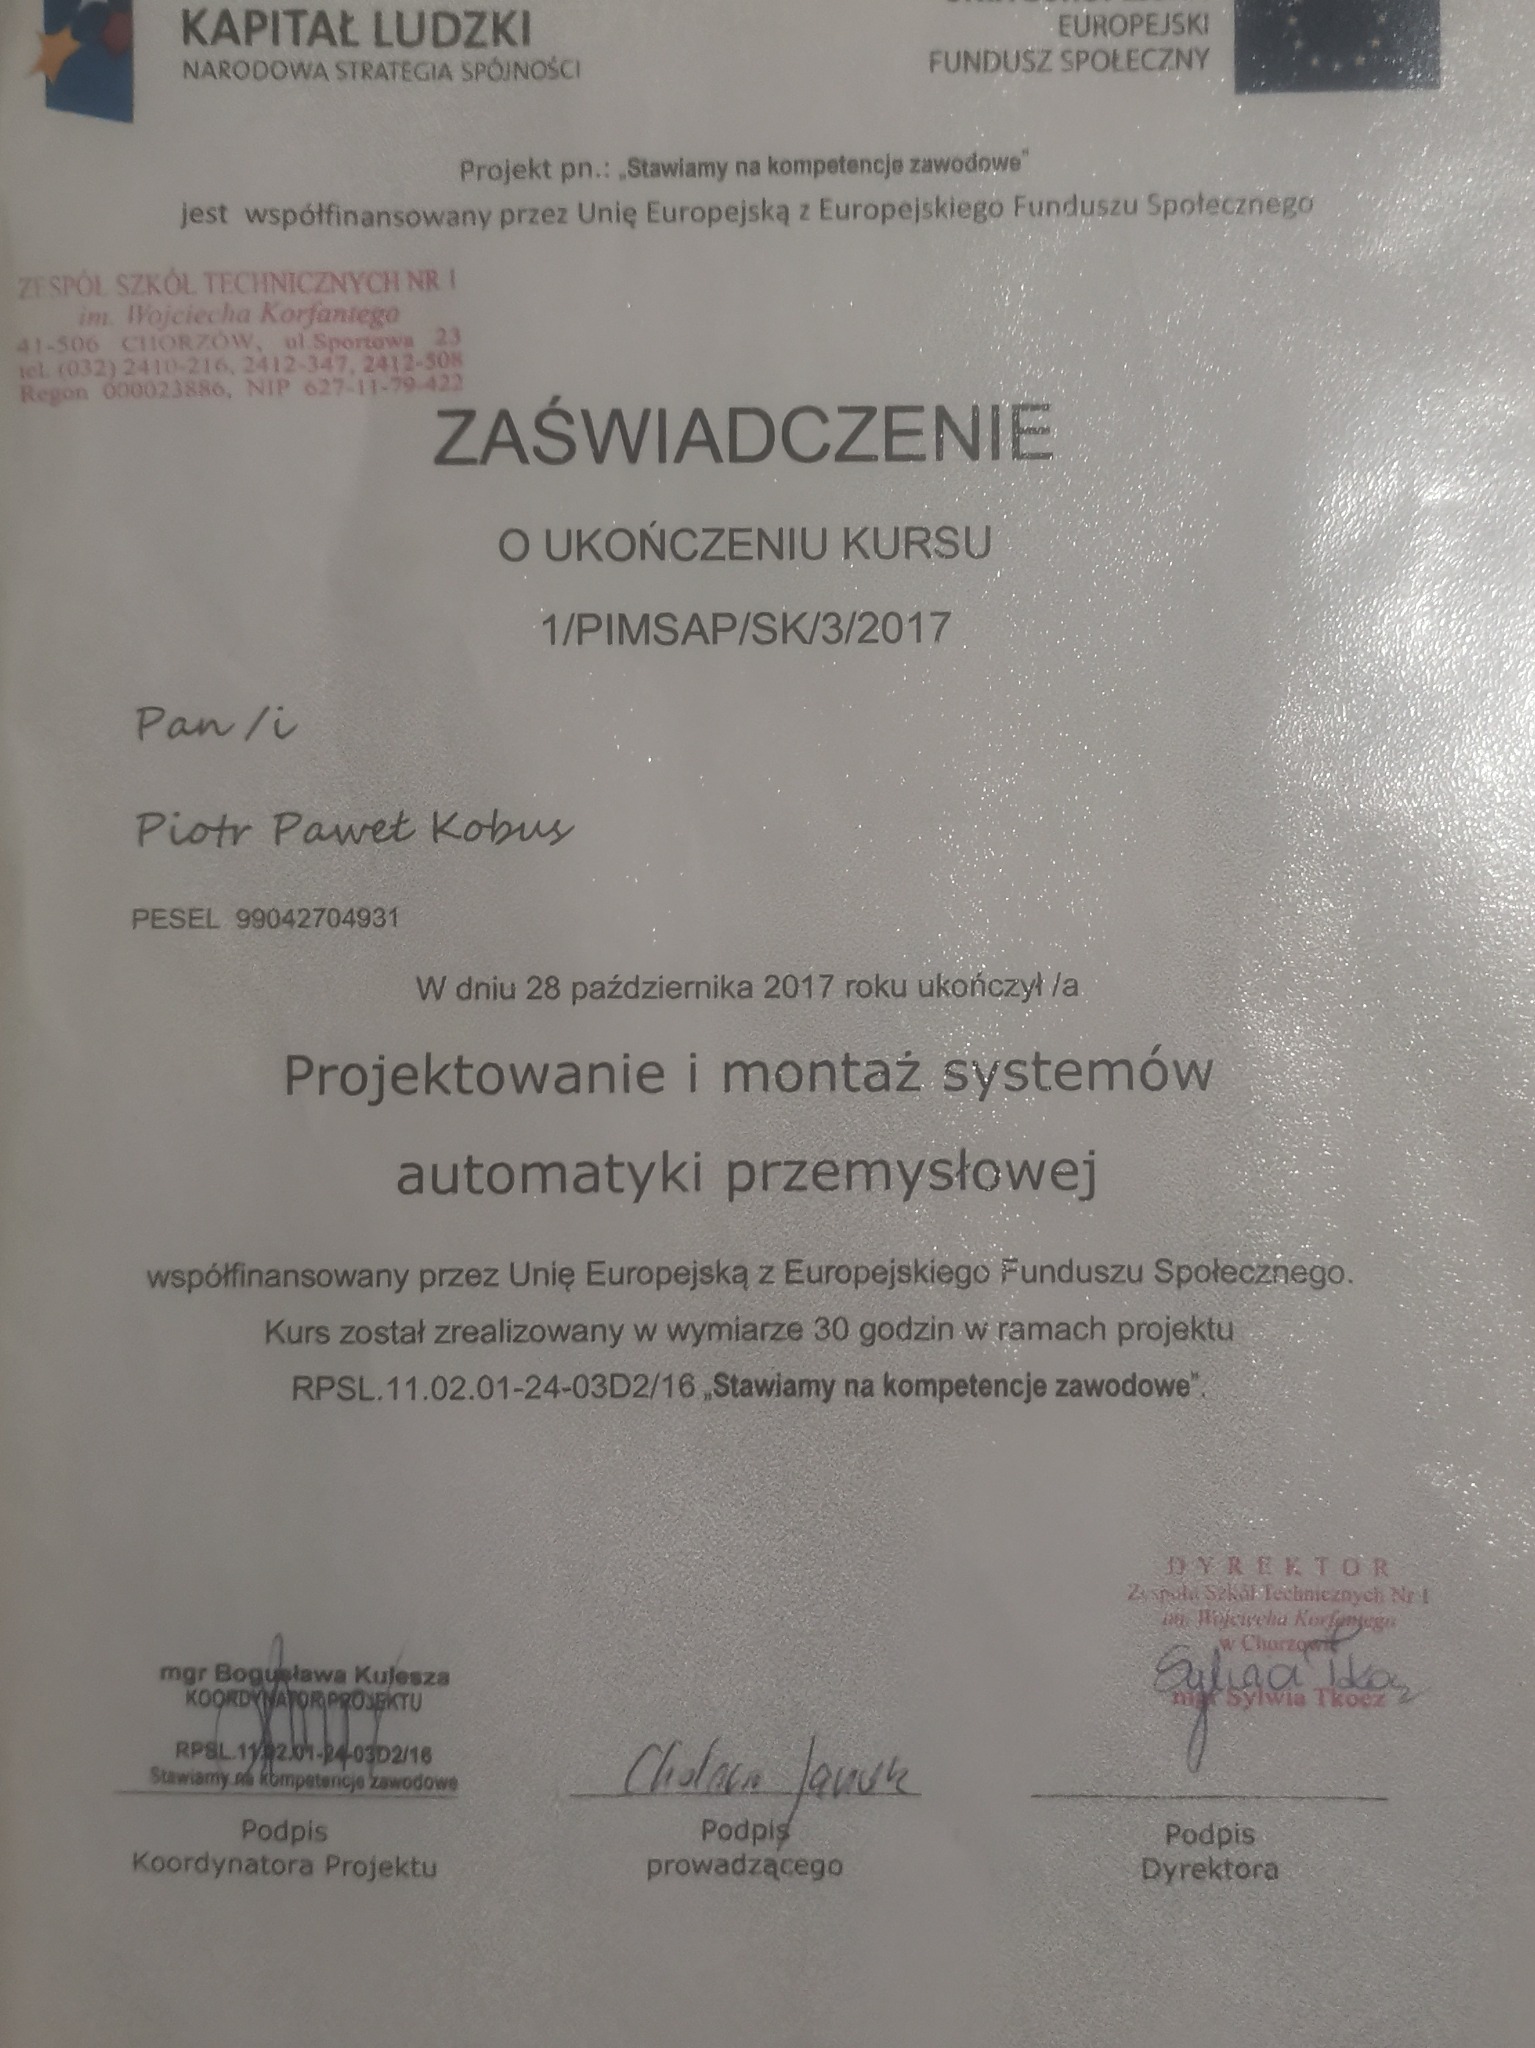 KAPITAŁ LUDZKI
NARODOWA STRATEGIA SPÓJNOŚCI
EUROPEJSKI
FUNDUSZ SPOŁECZNY
Projekt pn.: „Stawiamy na kompetencje zawodowe”
jest współfinansowany przez Unię Europejską z Europejskiego Funduszu Społecznego
ZESPÓŁ SZKÓŁ TECHNICZNYCH NR 1
im. Wojciecha Korfantego
41-506 CHORZÓW, ul.Sportowa 23
tel. (032) 2410-216, 2412-347, 2412-508
Regon 000023886, NIP 627-11-79-422
ZAŚWIADCZENIE
O UKOŃCZENIU KURSU
1/PIMSAP/SK/3/2017
Pan /i
Piotr Paweł Kobus
PESEL 99042704931
W dniu 28 października 2017 roku ukończył /a
Projektowanie i montaż systemów
automatyki przemysłowej
współfinansowany przez Unię Europejską z Europejskiego Funduszu Społecznego.
Kurs został zrealizowany w wymiarze 30 godzin w ramach projektu
RPSL.11.02.01-24-03D2/16 „Stawiamy na kompetencje zawodowe”.
DYREKTOR
Zespołu Szkół Technicznych Nr 1
im. Wojciecha Korfantego
w Chorzowie
Sylwia Tkocz
mgr Sylwia Tkocz
mgr Bogusława Kulesza
KOORDYNATOR PROJEKTU
RPSL.11.02.01-24-03D2/16
Stawiamy na kompetencje zawodowe
Podpis
Koordynatora Projektu
Podpis
prowadzącego
Podpis
Dyrektora